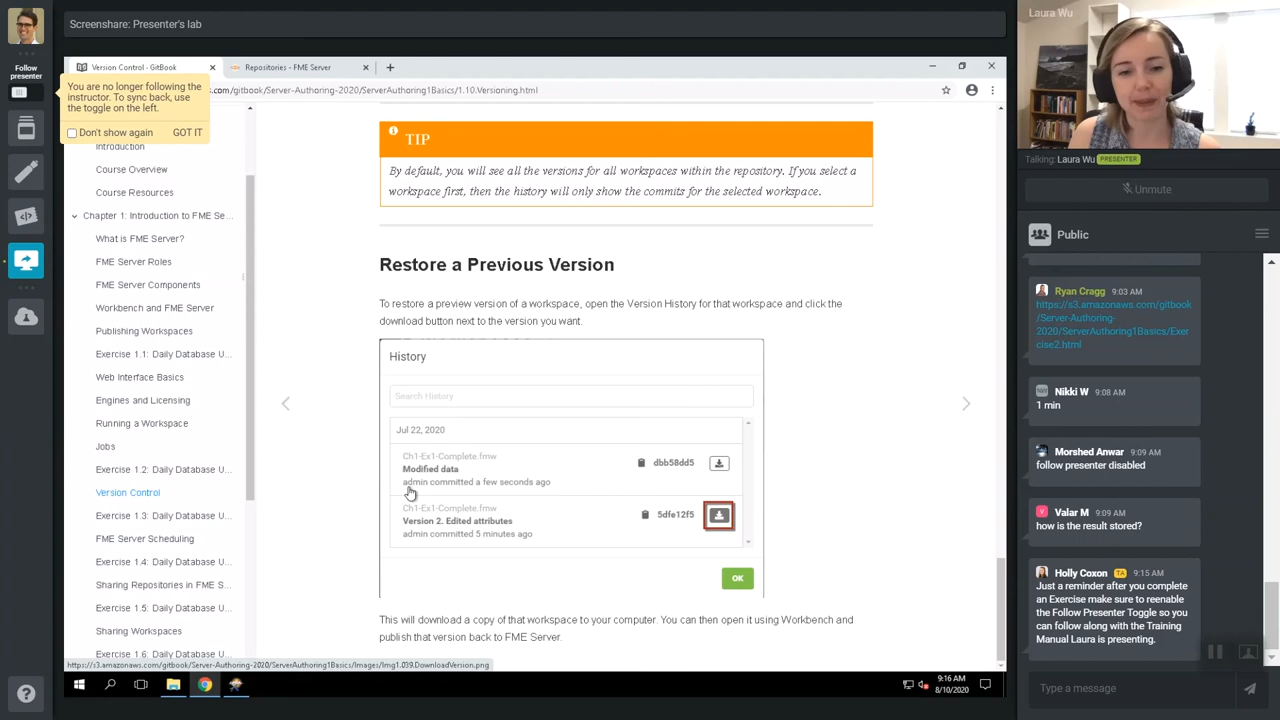 Screenshare: Presenter's lab
Laura Wu
Follow
presenter
Version Control - GitBook
Repositories - FME Server
You are no longer following the
instructor. To sync back, use
the toggle on the left.
Don't show again
GOT IT
.com/gitbook/Server-Authoring-2020/ServerAuthoring1Basics/1.10.Versioning.html
Introduction
Course Overview
Course Resources
Chapter 1: Introduction to FME Se...
What is FME Server?
FME Server Roles
FME Server Components
Workbench and FME Server
Publishing Workspaces
Exercise 1.1: Daily Database U...
Web Interface Basics
Engines and Licensing
Running a Workspace
Jobs
Exercise 1.2: Daily Database U...
Version Control
Exercise 1.3: Daily Database U...
FME Server Scheduling
Exercise 1.4: Daily Database U...
Sharing Repositories in FME S...
Exercise 1.5: Daily Database U...
Sharing Workspaces
Exercise 1.6: Daily Database U...
TIP
By default, you will see all the versions for all workspaces within the repository. If you select a
workspace first, then the history will only show the commits for the selected workspace.
Restore a Previous Version
To restore a preview version of a workspace, open the Version History for that workspace and click the
download button next to the version you want.
History
Search History
Jul 22, 2020
Ch1-Ex1-Complete.fmw
Modified data
admin committed a few seconds ago
dbb58dd5
Ch1-Ex1-Complete.fmw
Version 2. Edited attributes
admin committed 5 minutes ago
5dfe12f5
OK
This will download a copy of that workspace to your computer. You can then open it using Workbench and
publish that version back to FME Server.
https://s3.amazonaws.com/gitbook/Server-Authoring-2020/ServerAuthoring1Basics/Images/Img1.039.DownloadVersion.png
9:16 AM
8/10/2020
Talking: Laura Wu PRESENTER
Unmute
Public
Ryan Cragg 9:03 AM
https://s3.amazonaws.com/gitbook
/Server-Authoring-
2020/ServerAuthoring1Basics/Exer
cise2.html
Nikki W 9:08 AM
1 min
Morshed Anwar 9:09 AM
follow presenter disabled
V
Valar M 9:09 AM
how is the result stored?
Holly Coxon TA 9:15 AM
Just a reminder after you complete
an Exercise make sure to reenable
the Follow Presenter Toggle so you
can follow along with the Training
Manual Laura is presenting.
Type a message